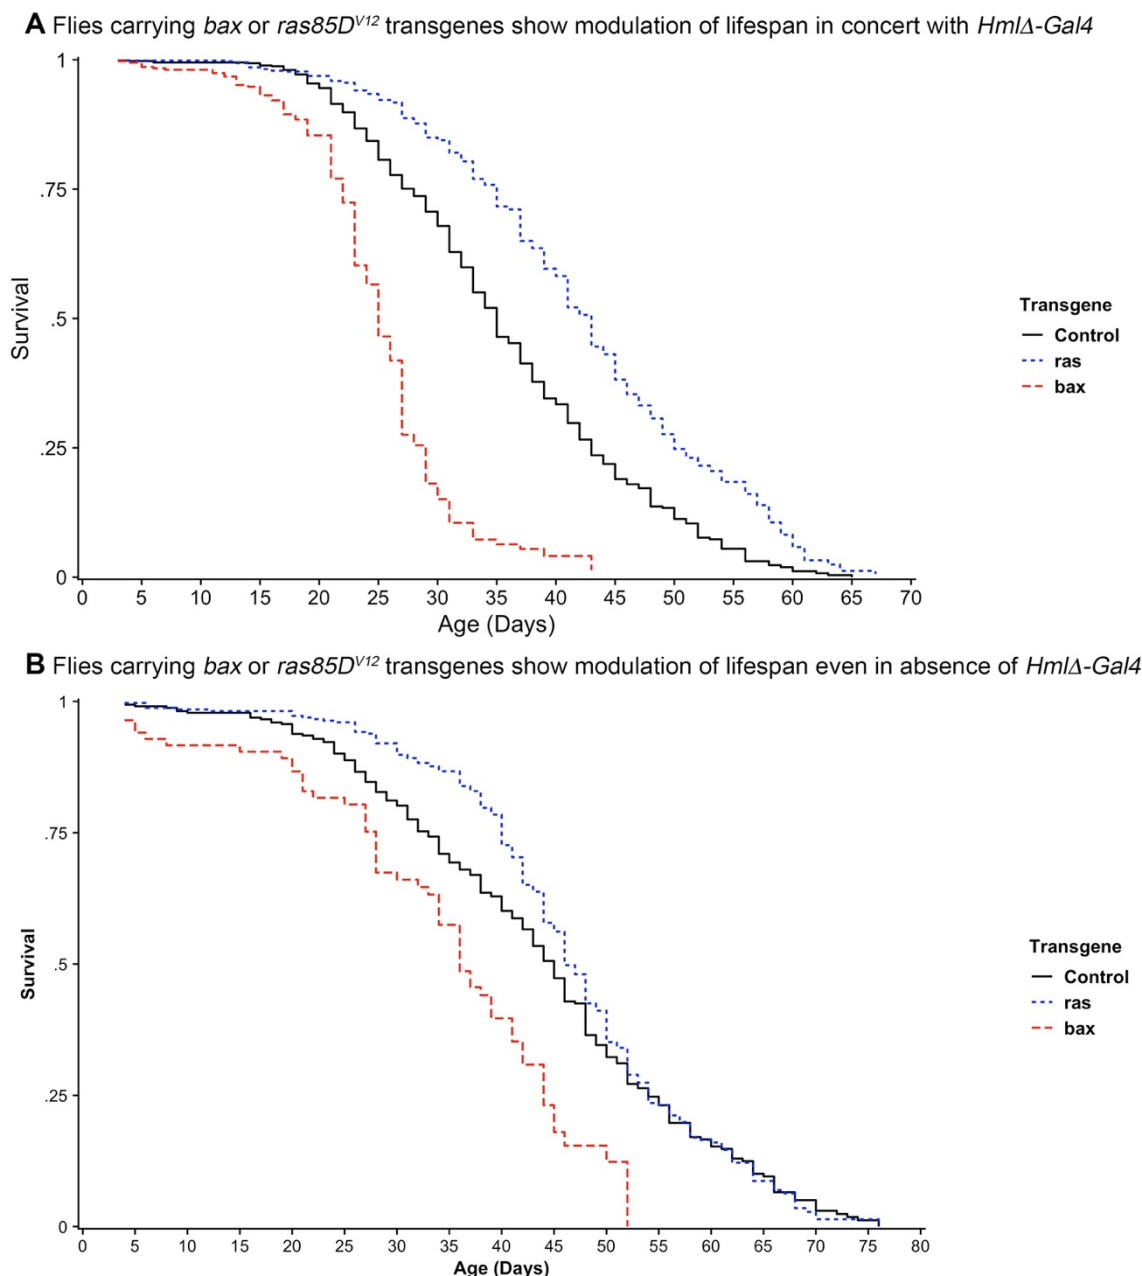 A Flies carrying bax or ras85D^V12 transgenes show modulation of lifespan in concert with HmlΔ-Gal4
1
.75
.5
.25
0
Survival
0 5 10 15 20 25 30 35 40 45 50 55 60 65 70
Age (Days)
Transgene
Control
ras
bax
B Flies carrying bax or ras85D^V12 transgenes show modulation of lifespan even in absence of HmlΔ-Gal4
1
.75
.5
.25
0
Survival
0 5 10 15 20 25 30 35 40 45 50 55 60 65 70 75 80
Age (Days)
Transgene
Control
ras
bax